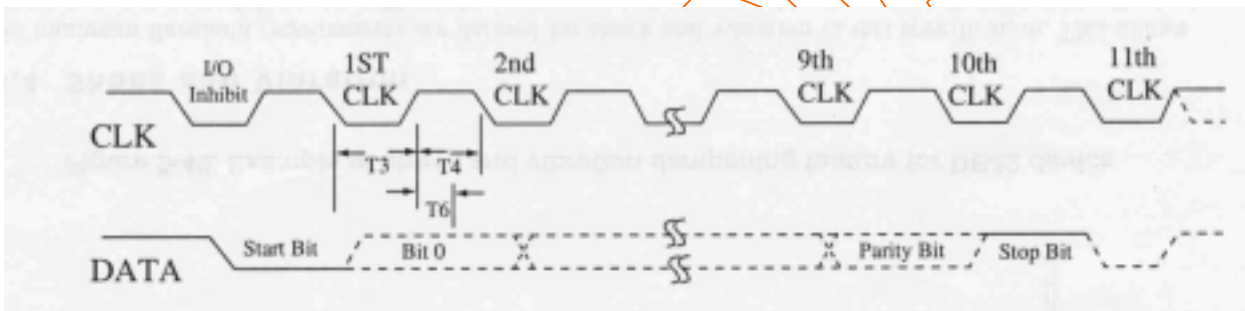 I/O
Inhibit
1ST
CLK
2nd
CLK
9th
CLK
10th
CLK
11th
CLK
CLK
T3
T4
T6
Start Bit
Bit 0
Parity Bit
Stop Bit
DATA